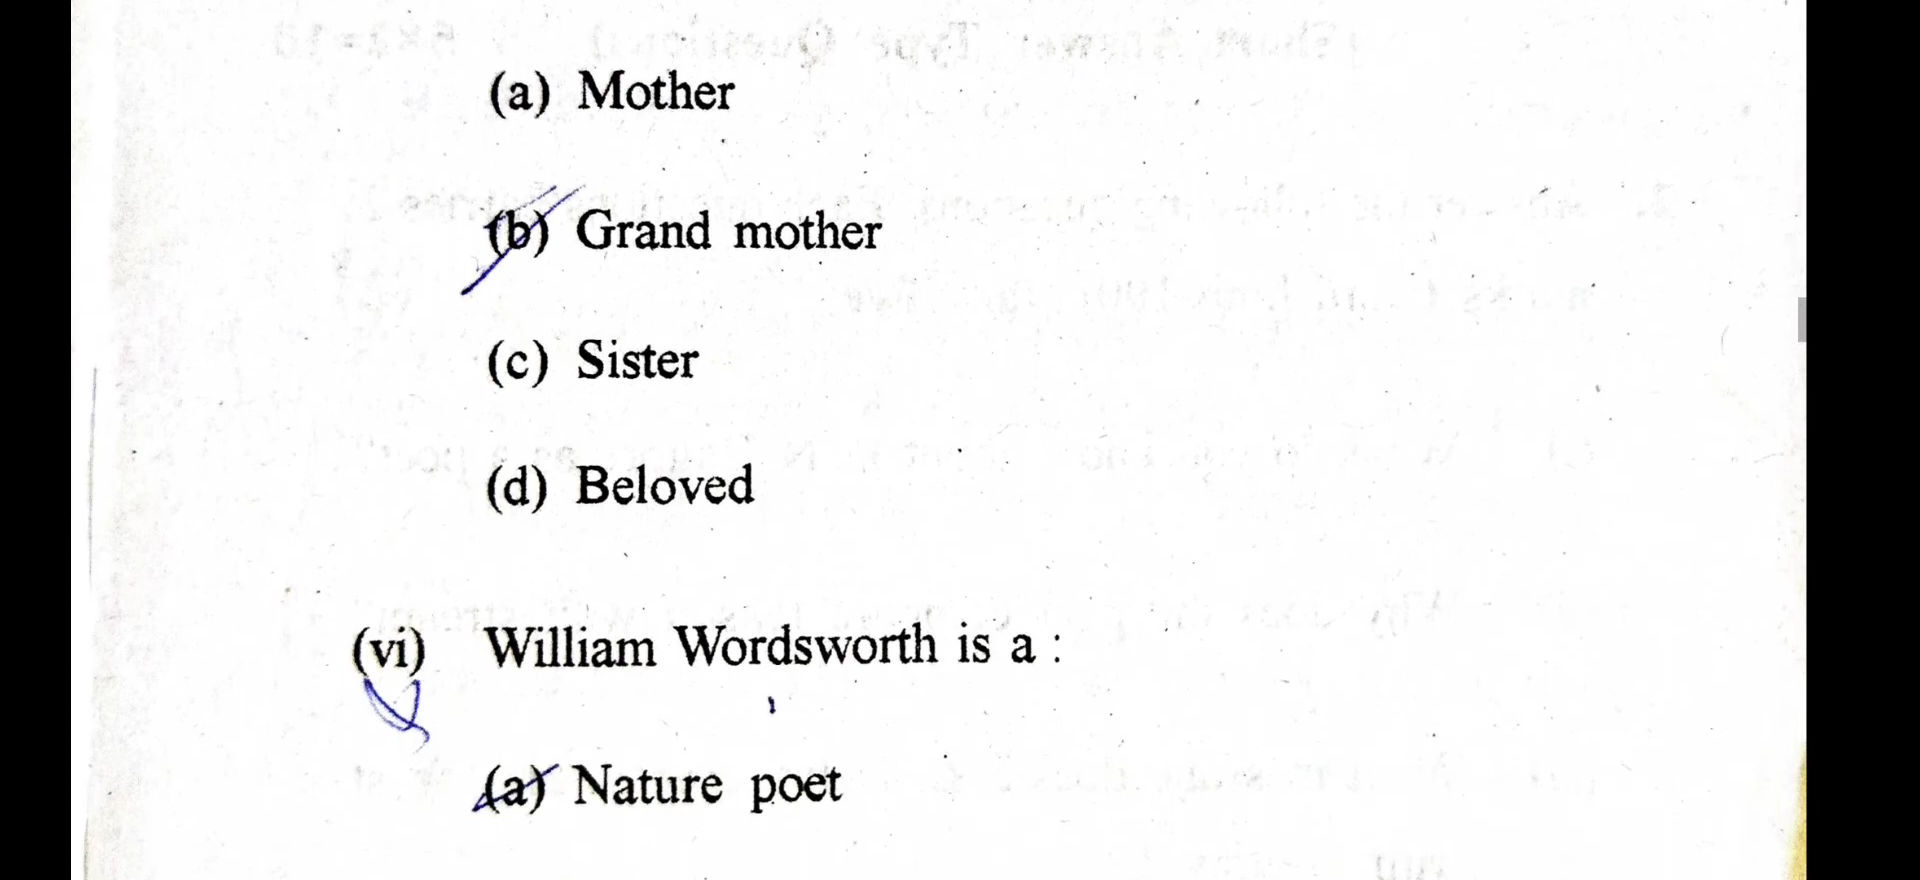 (a) Mother
(b) Grand mother
(c) Sister
(d) Beloved
(vi) William Wordsworth is a :
(a) Nature poet